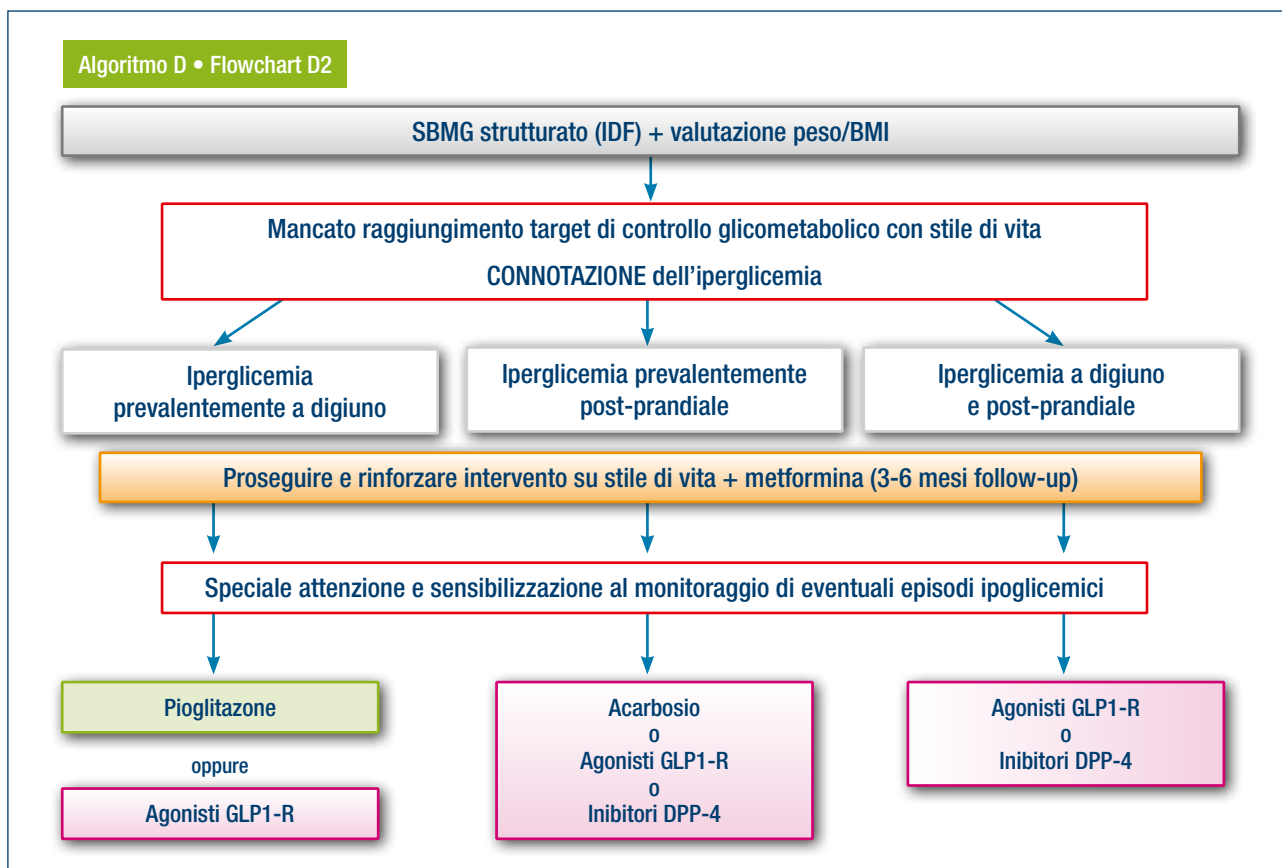 Algoritmo D • Flowchart D2
SBMG strutturato (IDF) + valutazione peso/BMI
Mancato raggiungimento target di controllo glicometabolico con stile di vita
CONNOTAZIONE dell’iperglicemia
Iperglicemia
prevalentemente a digiuno
Iperglicemia prevalentemente
post-prandiale
Iperglicemia a digiuno
e post-prandiale
Proseguire e rinforzare intervento su stile di vita + metformina (3-6 mesi follow-up)
Speciale attenzione e sensibilizzazione al monitoraggio di eventuali episodi ipoglicemici
Pioglitazone
oppure
Agonisti GLP1-R
Acarbosio
o
Agonisti GLP1-R
o
Inibitori DPP-4
Agonisti GLP1-R
o
Inibitori DPP-4